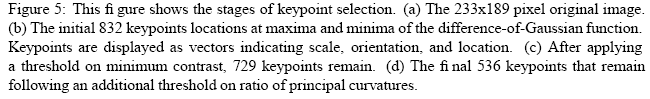 Figure 5: This fi gure shows the stages of keypoint selection. (a) The 233x189 pixel original image.
(b) The initial 832 keypoints locations at maxima and minima of the difference-of-Gaussian function.
Keypoints are displayed as vectors indicating scale, orientation, and location. (c) After applying
a threshold on minimum contrast, 729 keypoints remain. (d) The fi nal 536 keypoints that remain
following an additional threshold on ratio of principal curvatures.